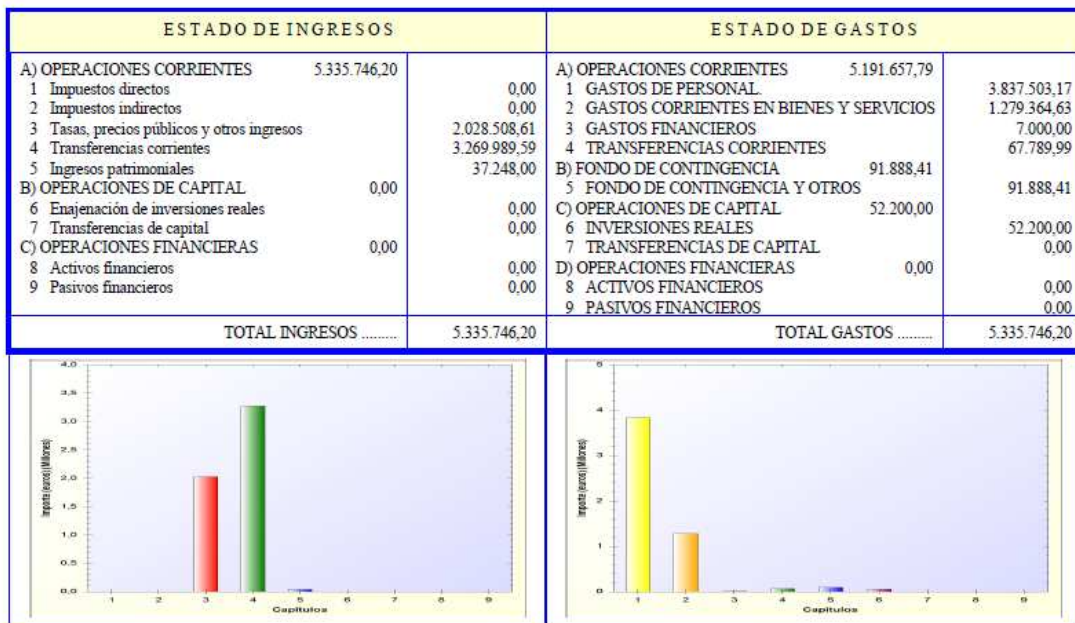 ESTADO DE INGRESOS
A) OPERACIONES CORRIENTES 5.335.746,20
1 Impuestos directos 0,00
2 Impuestos indirectos 0,00
3 Tasas, precios públicos y otros ingresos 2.028.508,61
4 Transferencias corrientes 3.269.989,59
5 Ingresos patrimoniales 37.248,00
B) OPERACIONES DE CAPITAL 0,00
6 Enajenación de inversiones reales 0,00
7 Transferencias de capital 0,00
C) OPERACIONES FINANCIERAS 0,00
8 Activos financieros 0,00
9 Pasivos financieros 0,00
TOTAL INGRESOS ......... 5.335.746,20
ESTADO DE GASTOS
A) OPERACIONES CORRIENTES 5.191.657,79
1 GASTOS DE PERSONAL. 3.837.503,17
2 GASTOS CORRIENTES EN BIENES Y SERVICIOS 1.279.364,63
3 GASTOS FINANCIEROS 7.000,00
4 TRANSFERENCIAS CORRIENTES 67.789,99
B) FONDO DE CONTINGENCIA 91.888,41
5 FONDO DE CONTINGENCIA Y OTROS 91.888,41
C) OPERACIONES DE CAPITAL 52.200,00
6 INVERSIONES REALES 52.200,00
7 TRANSFERENCIAS DE CAPITAL 0,00
D) OPERACIONES FINANCIERAS 0,00
8 ACTIVOS FINANCIEROS 0,00
9 PASIVOS FINANCIEROS 0,00
TOTAL GASTOS ......... 5.335.746,20
Importe (euros) (Millones)
4,0
3,5
3,0
2,5
2,0
1,5
1,0
0,5
0,0
1 2 3 4 5 6 7 8 9
Capítulos
Importe (euros) (Millones)
5
4
3
2
1
0
1 2 3 4 5 6 7 8 9
Capítulos